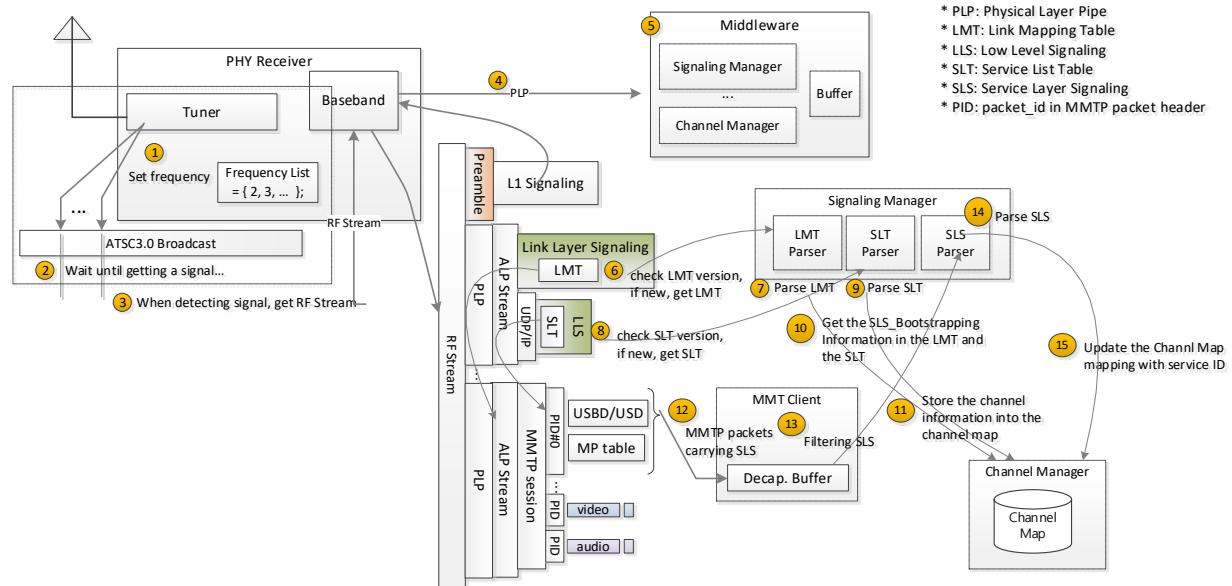 * PLP: Physical Layer Pipe
* LMT: Link Mapping Table
* LLS: Low Level Signaling
* SLT: Service List Table
* SLS: Service Layer Signaling
* PID: packet_id in MMTP packet header
5
Middleware
Signaling Manager
...
Channel Manager
Buffer
PHY Receiver
Tuner
Baseband
4
PLP
1
Set frequency
Frequency List
= { 2, 3, ... };
...
RF Stream
ATSC3.0 Broadcast
2
Wait until getting a signal...
3
When detecting signal, get RF Stream
RF Stream
Preamble
L1 Signaling
PLP
ALP Stream
Link Layer Signaling
LMT
6
check LMT version,
if new, get LMT
UDP/IP
SLT
LLS
8
check SLT version,
if new, get SLT
...
PLP
ALP Stream
MMTP session
PID#0
USBD/USD
MP table
...
PID
video
PID
audio
12
MMTP packets
carrying SLS
MMT Client
13
Filtering SLS
Decap. Buffer
Signaling Manager
LMT
Parser
SLT
Parser
SLS
Parser
14
Parse SLS
7
Parse LMT
9
Parse SLT
10
Get the SLS_Bootstrapping
Information in the LMT and
the SLT
15
Update the Channl Map
mapping with service ID
11
Store the channel
information into the
channel map
Channel Manager
Channel
Map